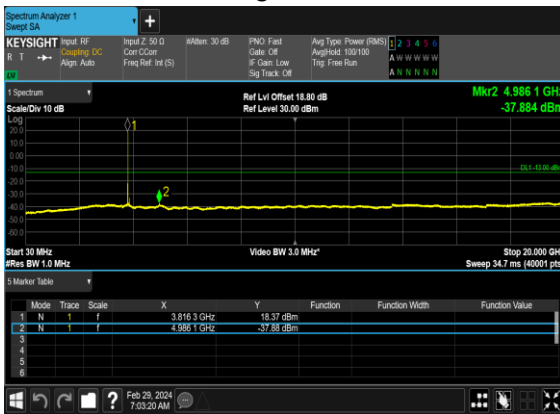 Spectrum Analyzer 1
Swept SA
KEYSIGHT Input: RF Input Z: 50 Ω #Atten: 30 dB PNO: Fast Avg Type: Power (RMS) 1 2 3 4 5 6
R T Coupling: DC Corr CCorr Gate: Off Avg|Hold: 100/100 A W W W W W
Align: Auto Freq Ref: Int (S) IF Gain: Low Trig: Free Run
Sig Track: Off A N N N N N
1 Spectrum Ref Lvl Offset 18.80 dB Mkr2 4.986 1 GHz
Scale/Div 10 dB Ref Level 30.00 dBm -37.884 dBm
Log
20.0 1
10.0
0.00
-10.0 DL1 -13.00 dBm
-20.0 2
-30.0
-40.0
-50.0
-60.0
Start 30 MHz Video BW 3.0 MHz* Stop 20.000 GH
#Res BW 1.0 MHz Sweep 34.7 ms (40001 pts
5 Marker Table
Mode Trace Scale X Y Function Function Width Function Value
1 N 1 f 3.816 3 GHz 18.37 dBm
2 N 1 f 4.986 1 GHz -37.88 dBm
3
4
5
6
? Feb 29, 2024
7:03:20 AM